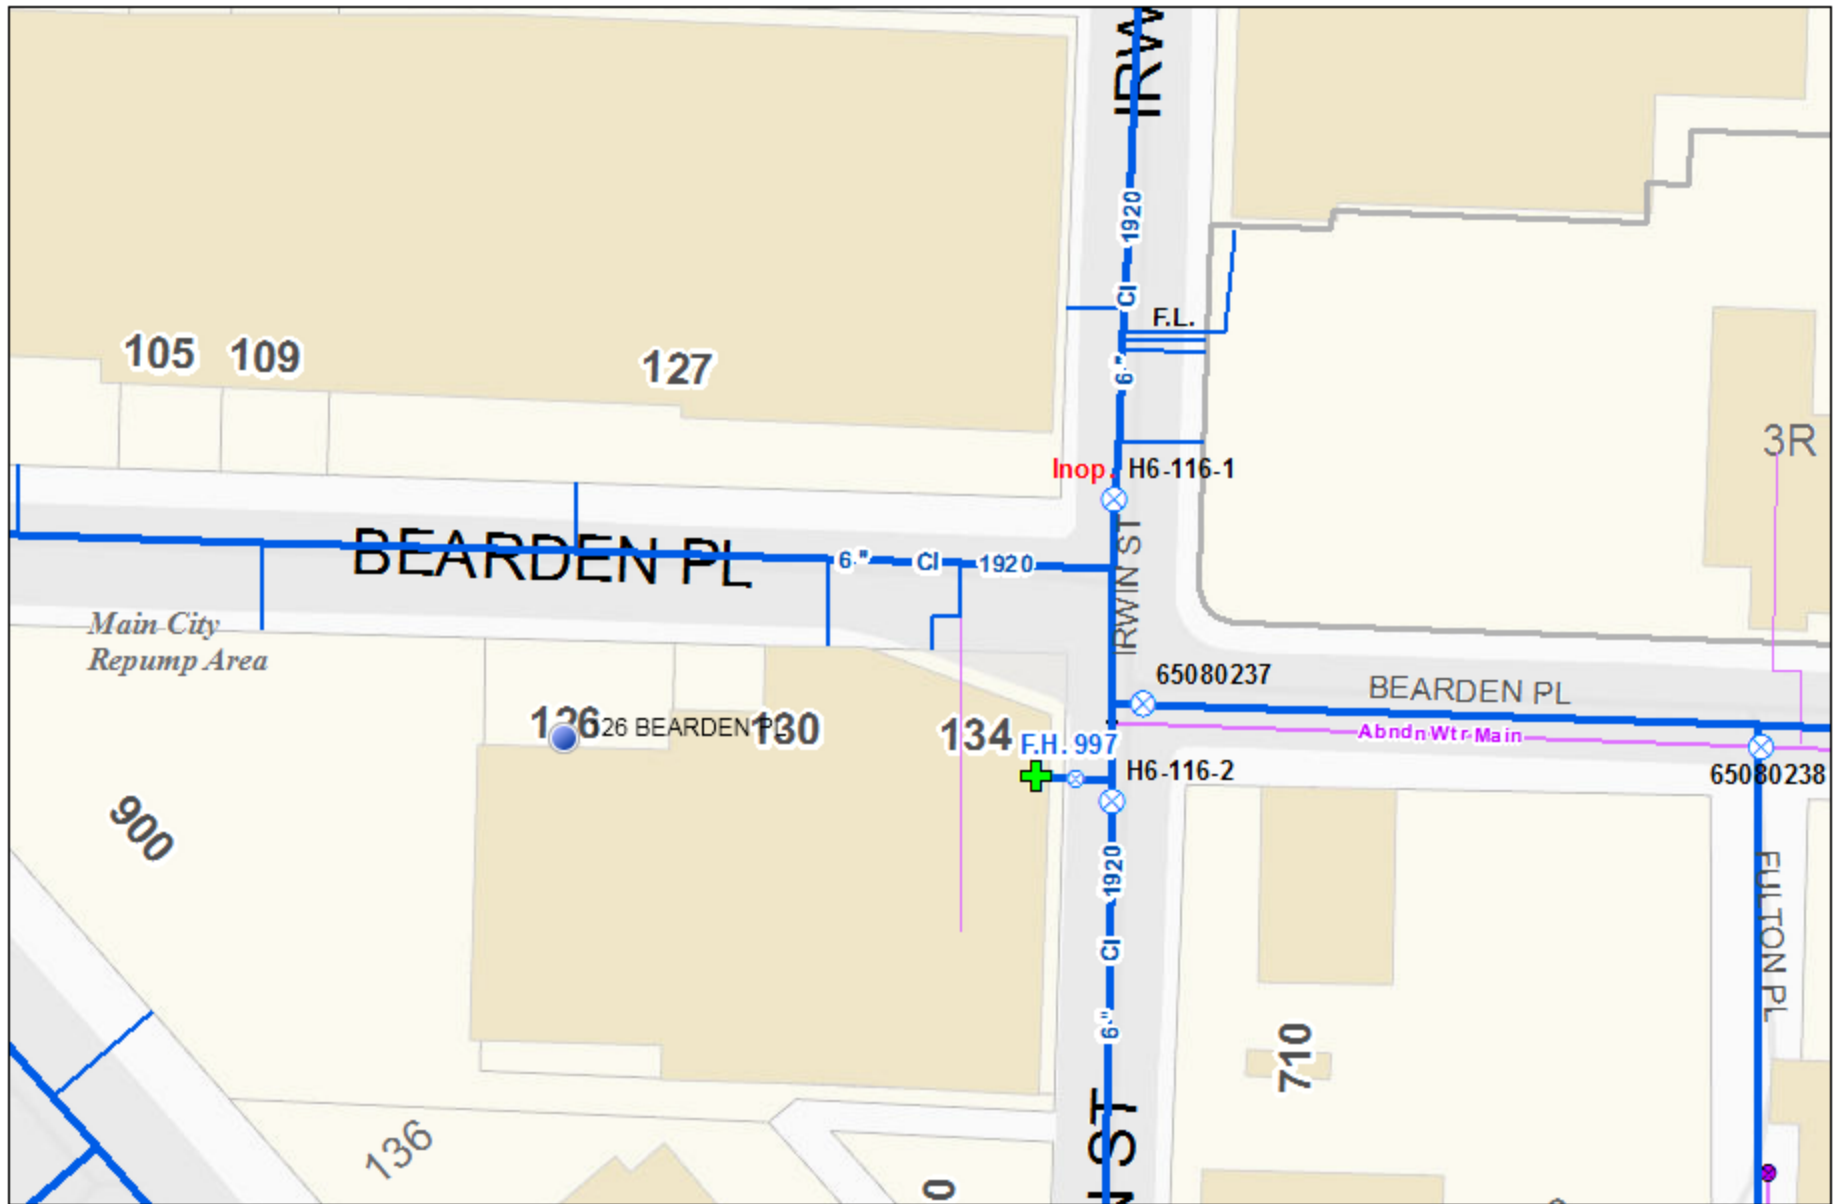 IRW
1920
CI
F.L.
6"
105
109
127
3R
Inop.
H6-116-1
BEARDEN PL
6"
CI
1920
IRWIN ST
Main City
Repump Area
65080237
BEARDEN PL
126
126 BEARDEN PL
130
134
F.H. 997
Abndn Wtr Main
H6-116-2
65080238
900
1920
CI
6"
FULTON PL
710
N ST
136
0